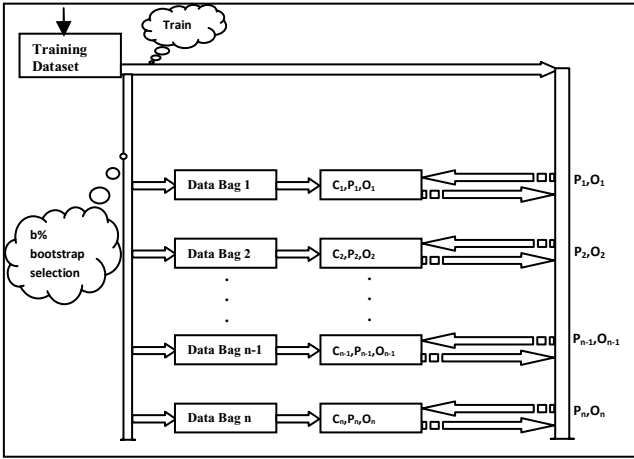 Train
Training
Dataset
Data Bag 1
C1,P1,O1
P1,O1
b%
bootstrap
selection
Data Bag 2
C2,P2,O2
P2,O2
Data Bag n-1
Cn-1,Pn-1,On-1
Pn-1,On-1
Data Bag n
Cn,Pn,On
Pn,On